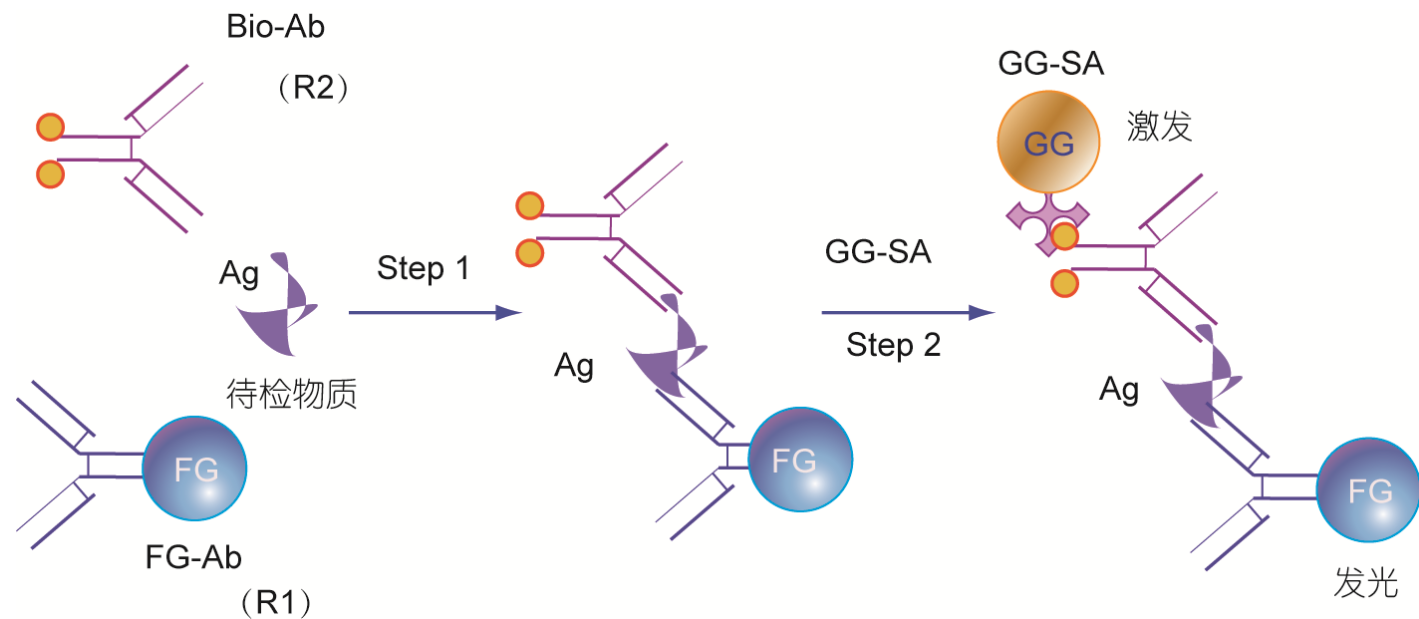 Bio-Ab
（R2）
Ag
待检物质
FG
FG-Ab
（R1）
Step 1
Ag
FG
GG-SA
Step 2
GG-SA
GG
激发
Ag
FG
发光